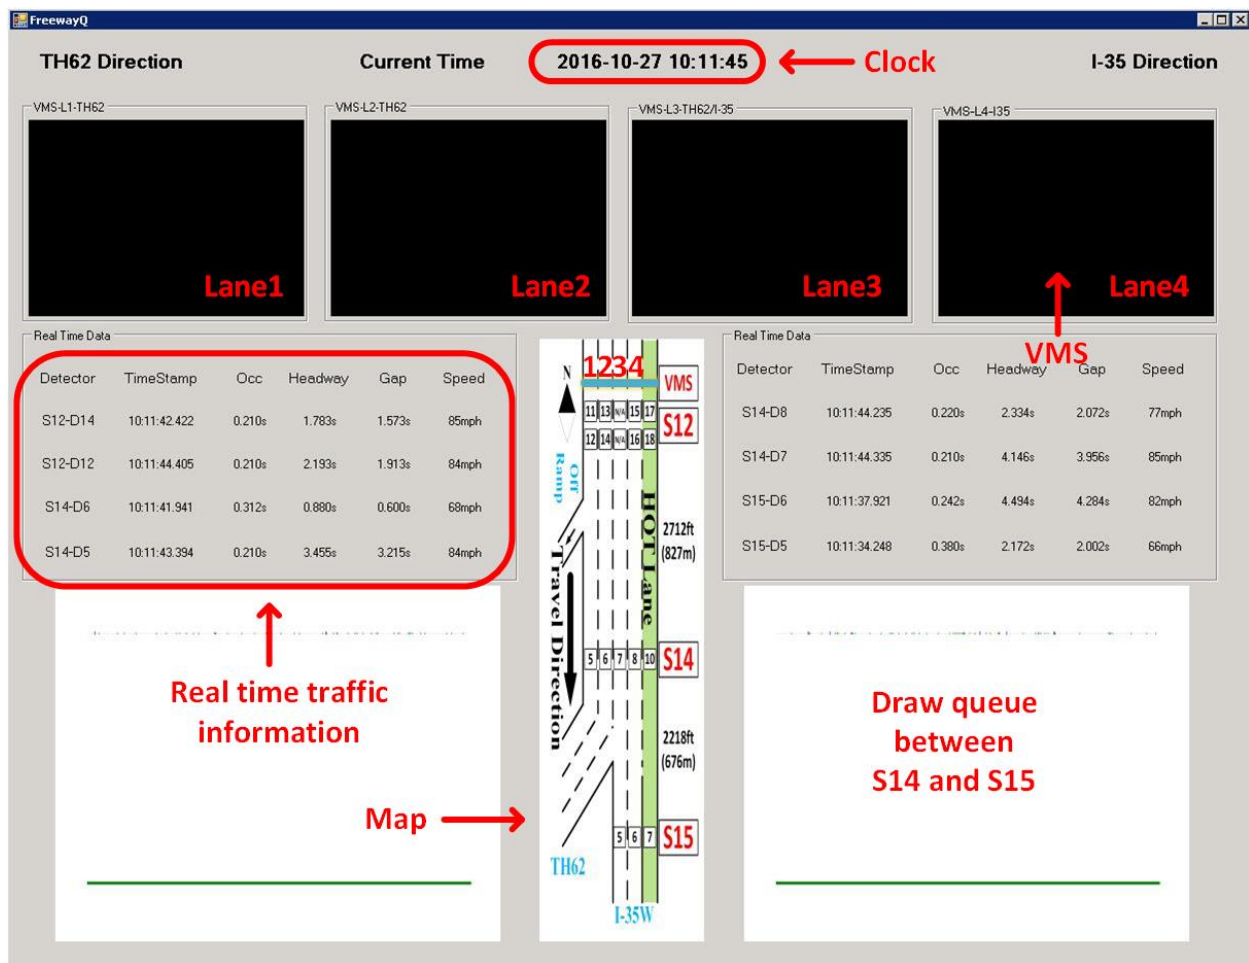 FreewayQ
TH62 Direction
Current Time
2016-10-27 10:11:45
Clock
I-35 Direction
VMS-L1-TH62
Lane1
VMS-L2-TH62
Lane2
VMS-L3-TH62/I-35
Lane3
VMS-L4-I35
Lane4
VMS
Real Time Data
Detector TimeStamp Occ Headway Gap Speed
S12-D14 10:11:42.422 0.210s 1.783s 1.573s 85mph
S12-D12 10:11:44.405 0.210s 2.193s 1.913s 84mph
S14-D6 10:11:41.941 0.312s 0.880s 0.600s 68mph
S14-D5 10:11:43.394 0.210s 3.455s 3.215s 84mph
Real time traffic
information
Map
N
1234
VMS
11 13 N/A 15 17
S12
12 14 N/A 16 18
Off
Ramp
HOT Lane
2712ft
(827m)
Travel Direction
5 6 7 8 10
S14
2218ft
(676m)
5 6 7
S15
TH62
I-35W
Real Time Data
Detector TimeStamp Occ Headway Gap Speed
S14-D8 10:11:44.235 0.220s 2.334s 2.072s 77mph
S14-D7 10:11:44.335 0.210s 4.146s 3.956s 85mph
S15-D6 10:11:37.921 0.242s 4.494s 4.284s 82mph
S15-D5 10:11:34.248 0.380s 2.172s 2.002s 66mph
Draw queue
between
S14 and S15